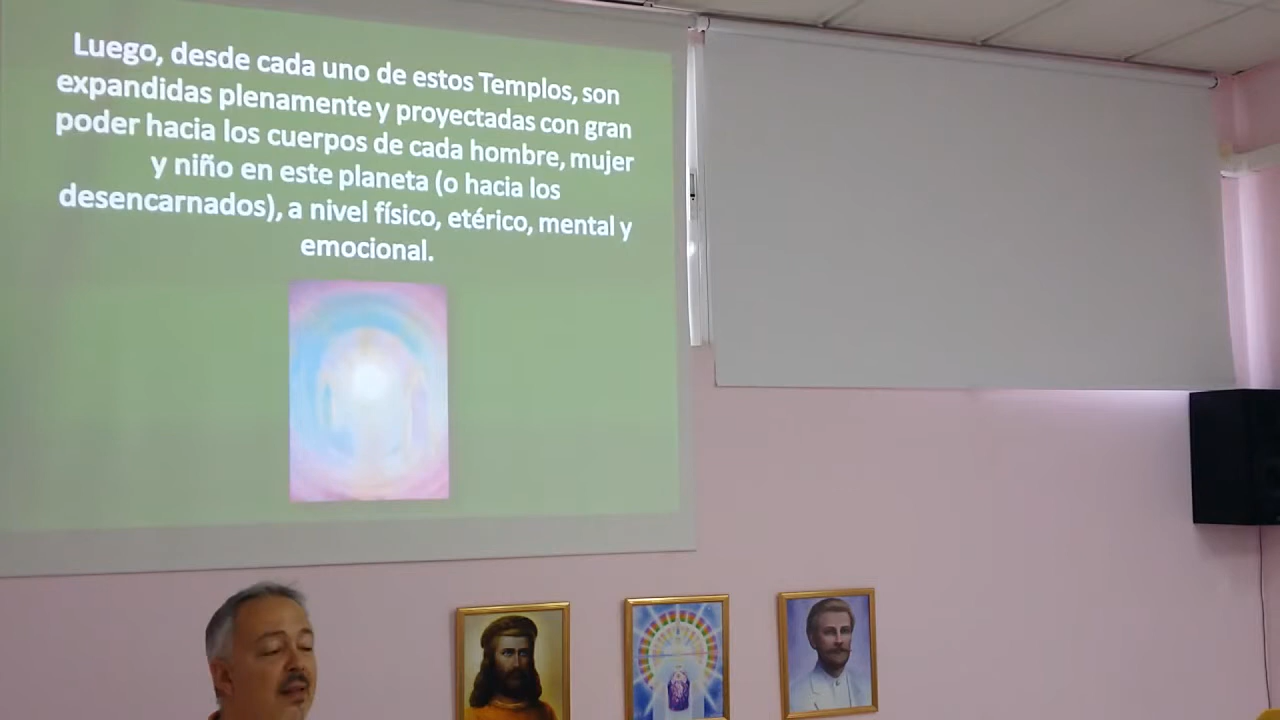 Luego, desde cada uno de estos Templos, son
expandidas plenamente y proyectadas con gran
poder hacia los cuerpos de cada hombre, mujer
y niño en este planeta (o hacia los
desencarnados), a nivel físico, etérico, mental y
emocional.